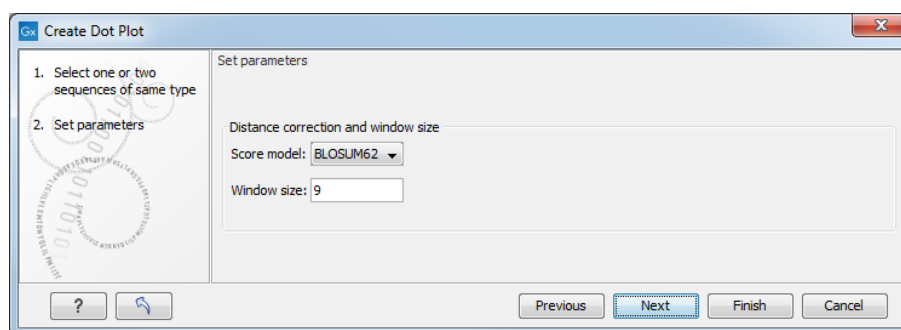 Gx Create Dot Plot
X
1. Select one or two
sequences of same type
2. Set parameters
Set parameters
Distance correction and window size
Score model: BLOSUM62
Window size: 9
? Previous Next Finish Cancel